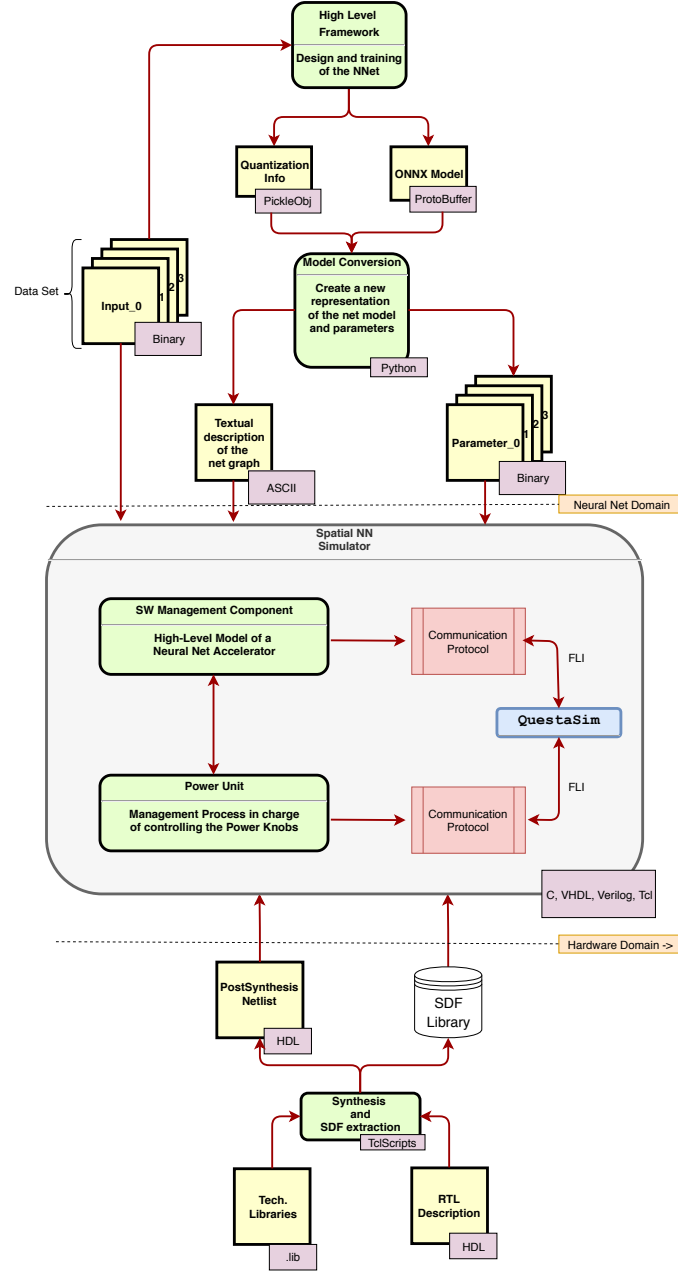 High Level
Framework
Design and training
of the NNet
Quantization
Info
PickleObj
ONNX Model
ProtoBuffer
Data Set
Input_0
1
2
3
Binary
Model Conversion
Create a new
representation
of the net model
and parameters
Python
Textual
description
of the
net graph
ASCII
Parameter_0
1
2
3
Binary
Neural Net Domain
Spatial NN
Simulator
SW Management Component
High-Level Model of a
Neural Net Accelerator
Communication
Protocol
FLI
QuestaSim
Power Unit
Management Process in charge
of controlling the Power Knobs
Communication
Protocol
FLI
C, VHDL, Verilog, Tcl
Hardware Domain ->
PostSynthesis
Netlist
HDL
SDF
Library
Synthesis
and
SDF extraction
TclScripts
Tech.
Libraries
.lib
RTL
Description
HDL